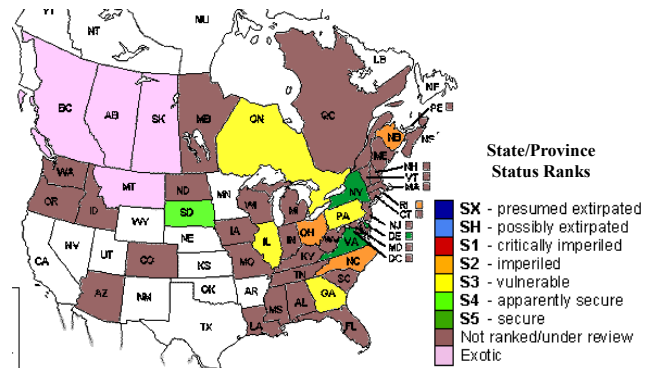 YT
NT
NU
BC
AB
SK
MB
ON
QC
LB
NF
PE
NB
NS
ME
WA
OR
ID
MT
ND
SD
MN
WI
MI
NY
NH
VT
MA
RI
CT
NJ
DE
MD
DC
WY
NE
IA
IL
IN
OH
PA
WV
VA
CA
NV
UT
CO
KS
MO
KY
NC
TN
SC
AZ
NM
OK
AR
TX
LA
MS
AL
GA
FL
State/Province
Status Ranks
SX - presumed extirpated
SH - possibly extirpated
S1 - critically imperiled
S2 - imperiled
S3 - vulnerable
S4 - apparently secure
S5 - secure
Not ranked/under review
Exotic